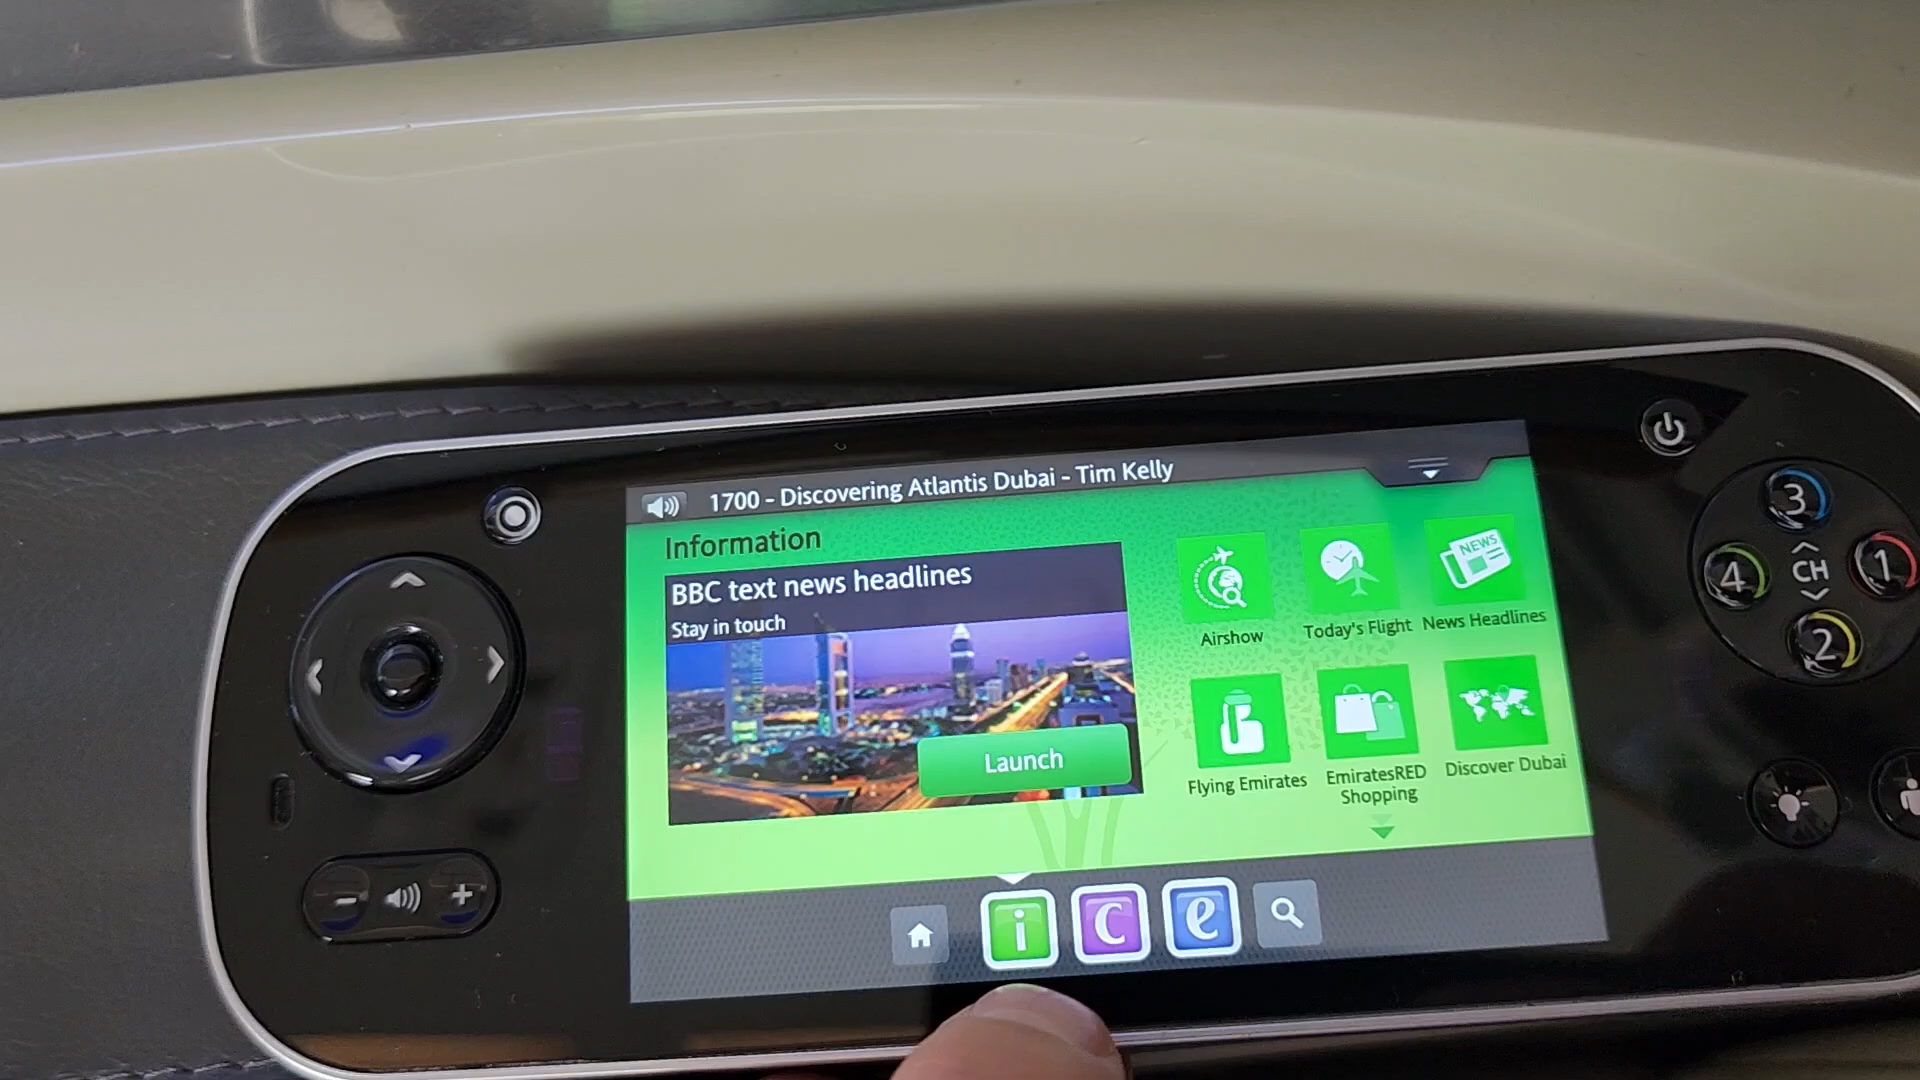 1700 - Discovering Atlantis Dubai - Tim Kelly
Information
BBC text news headlines
Stay in touch
Launch
NEWS
Airshow
Today's Flight
News Headlines
Flying Emirates
EmiratesRED
Shopping
Discover Dubai
i
c
e
3
4
CH
1
2